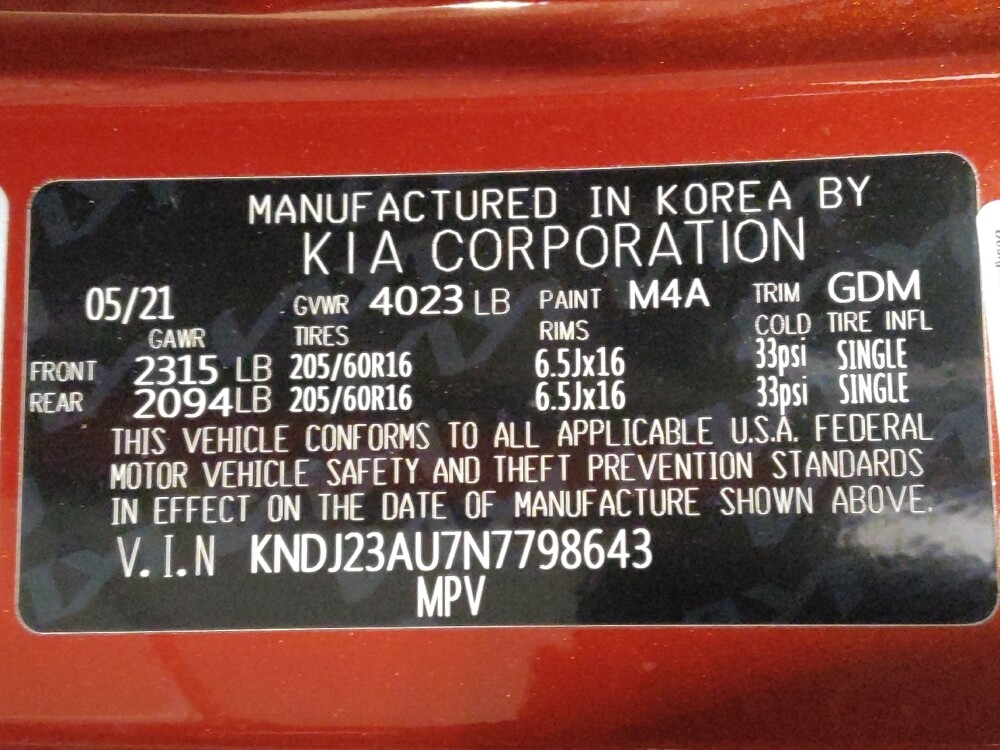 MANUFACTURED IN KOREA BY
KIA CORPORATION
05/21 GVWR 4023 LB PAINT M4A TRIM GDM
GAWR TIRES RIMS COLD TIRE INFL
FRONT 2315 LB 205/60R16 6.5Jx16 33psi SINGLE
REAR 2094LB 205/60R16 6.5Jx16 33psi SINGLE
THIS VEHICLE CONFORMS TO ALL APPLICABLE U.S.A. FEDERAL
MOTOR VEHICLE SAFETY AND THEFT PREVENTION STANDARDS
IN EFFECT ON THE DATE OF MANUFACTURE SHOWN ABOVE.
V.I.N KNDJ23AU7N7798643
MPV